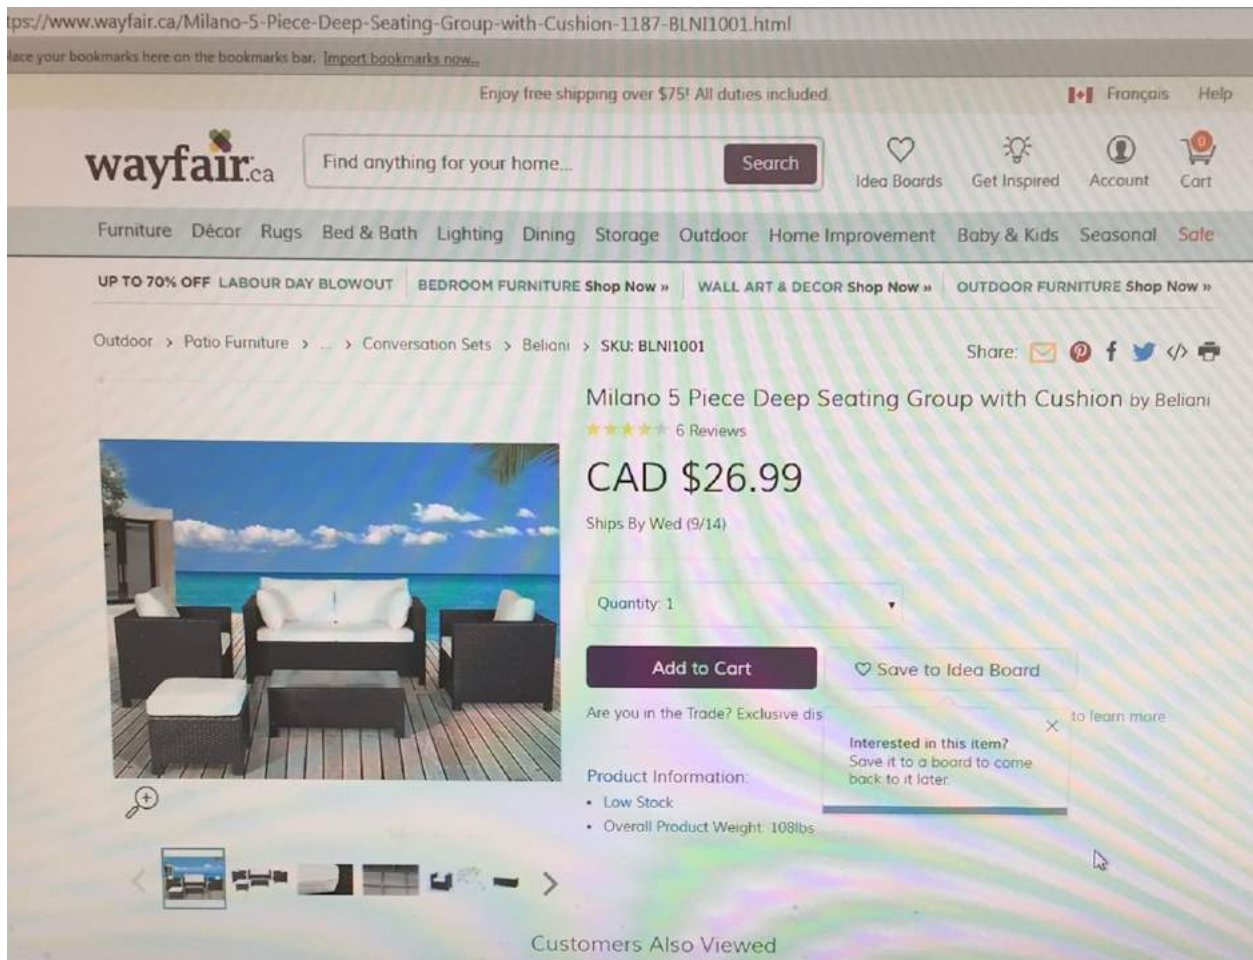 tps://www.wayfair.ca/Milano-5-Piece-Deep-Seating-Group-with-Cushion-1187-BLNI1001.html
lace your bookmarks here on the bookmarks bar. Import bookmarks now...
Enjoy free shipping over $75! All duties included.
Français Help
wayfair.ca
Find anything for your home...
Search
Idea Boards Get Inspired Account Cart
0
Furniture Décor Rugs Bed & Bath Lighting Dining Storage Outdoor Home Improvement Baby & Kids Seasonal Sale
UP TO 70% OFF LABOUR DAY BLOWOUT BEDROOM FURNITURE Shop Now » WALL ART & DECOR Shop Now » OUTDOOR FURNITURE Shop Now »
Outdoor > Patio Furniture > ... > Conversation Sets > Beliani > SKU: BLNI1001
Share:
Milano 5 Piece Deep Seating Group with Cushion by Beliani
6 Reviews
CAD $26.99
Ships By Wed (9/14)
Quantity: 1
Add to Cart
Save to Idea Board
Are you in the Trade? Exclusive dis
to learn more
Interested in this item?
Save it to a board to come
back to it later.
Product Information:
• Low Stock
• Overall Product Weight: 108lbs
Customers Also Viewed